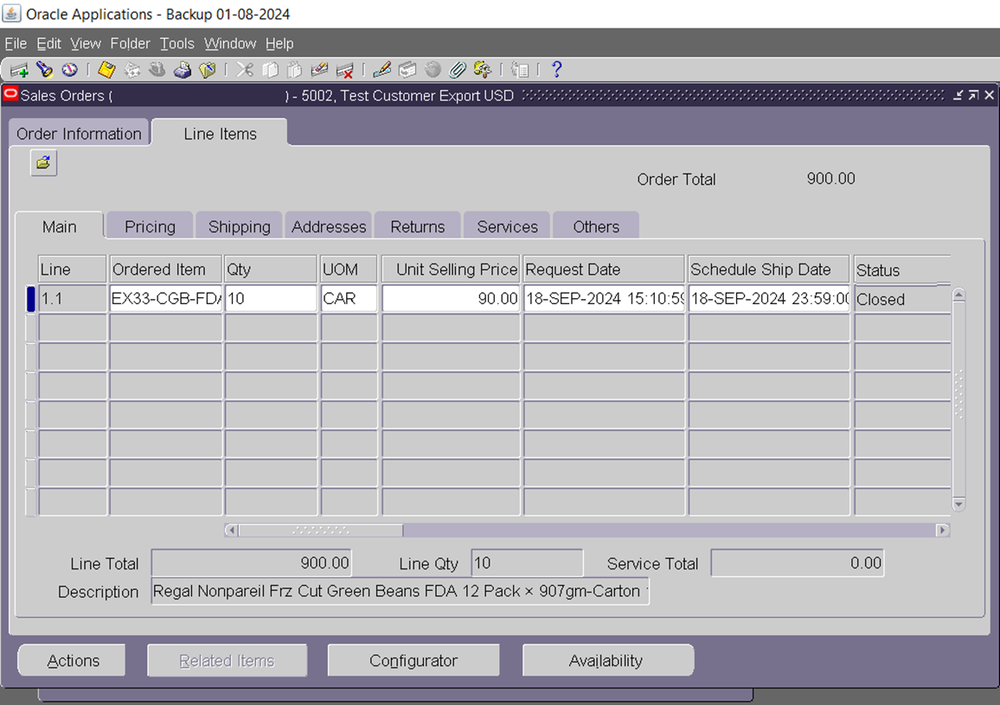 Oracle Applications - Backup 01-08-2024
File Edit View Folder Tools Window Help
Sales Orders ( ) - 5002, Test Customer Export USD
Order Information Line Items
Order Total 900.00
Main Pricing Shipping Addresses Returns Services Others
Line Ordered Item Qty UOM Unit Selling Price Request Date Schedule Ship Date Status
1.1 EX33-CGB-FDA 10 CAR 90.00 18-SEP-2024 15:10:59 18-SEP-2024 23:59:00 Closed
Line Total 900.00 Line Qty 10 Service Total 0.00
Description Regal Nonpareil Frz Cut Green Beans FDA 12 Pack × 907gm-Carton
Actions Related Items Configurator Availability